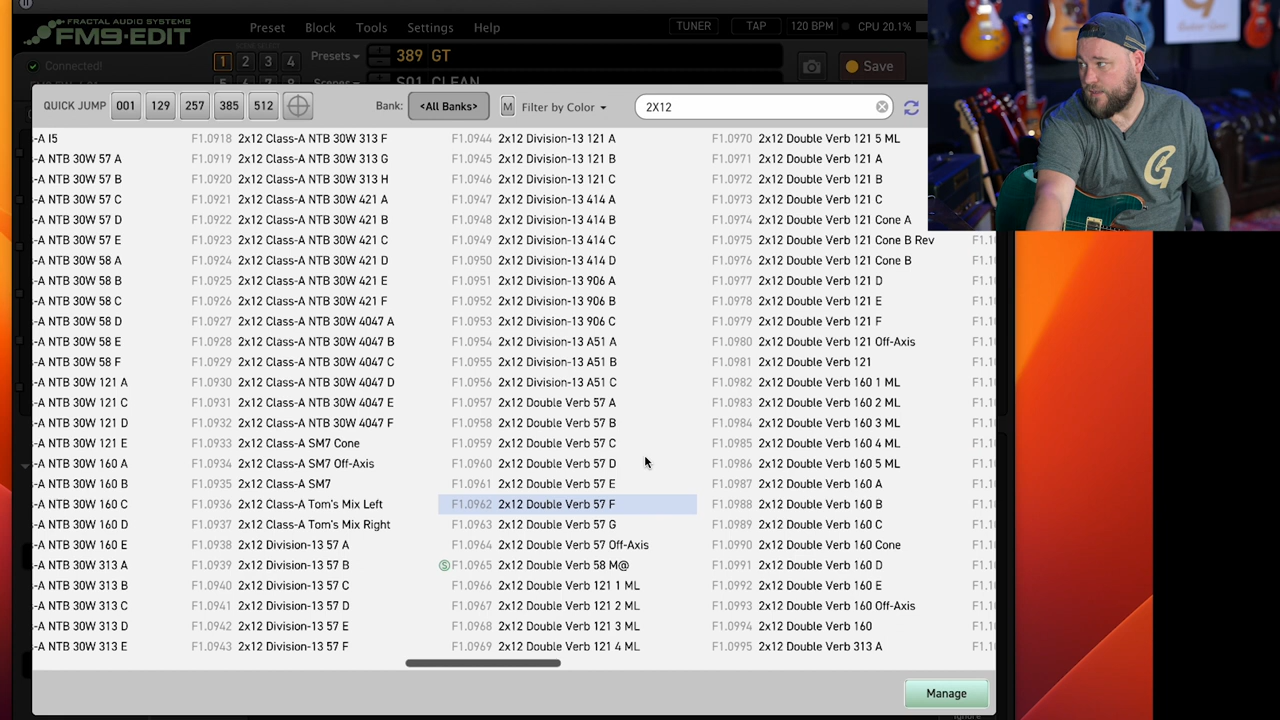 FRACTAL AUDIO SYSTEMS
FM9-EDIT
Preset Block Tools Settings Help
TUNER TAP 120 BPM CPU 20.1%
Connected!
1 2 3 4
Presets
389 GT
Save
S01 CLEAN
QUICK JUMP 001 129 257 385 512
Bank: <All Banks> M Filter by Color 2X12
-A I5
-A NTB 30W 57 A
-A NTB 30W 57 B
-A NTB 30W 57 C
-A NTB 30W 57 D
-A NTB 30W 57 E
-A NTB 30W 58 A
-A NTB 30W 58 B
-A NTB 30W 58 C
-A NTB 30W 58 D
-A NTB 30W 58 E
-A NTB 30W 58 F
-A NTB 30W 121 A
-A NTB 30W 121 C
-A NTB 30W 121 D
-A NTB 30W 121 E
-A NTB 30W 160 A
-A NTB 30W 160 B
-A NTB 30W 160 C
-A NTB 30W 160 D
-A NTB 30W 160 E
-A NTB 30W 313 A
-A NTB 30W 313 B
-A NTB 30W 313 C
-A NTB 30W 313 D
-A NTB 30W 313 E
F1.0918 2x12 Class-A NTB 30W 313 F
F1.0919 2x12 Class-A NTB 30W 313 G
F1.0920 2x12 Class-A NTB 30W 313 H
F1.0921 2x12 Class-A NTB 30W 421 A
F1.0922 2x12 Class-A NTB 30W 421 B
F1.0923 2x12 Class-A NTB 30W 421 C
F1.0924 2x12 Class-A NTB 30W 421 D
F1.0925 2x12 Class-A NTB 30W 421 E
F1.0926 2x12 Class-A NTB 30W 421 F
F1.0927 2x12 Class-A NTB 30W 4047 A
F1.0928 2x12 Class-A NTB 30W 4047 B
F1.0929 2x12 Class-A NTB 30W 4047 C
F1.0930 2x12 Class-A NTB 30W 4047 D
F1.0931 2x12 Class-A NTB 30W 4047 E
F1.0932 2x12 Class-A NTB 30W 4047 F
F1.0933 2x12 Class-A SM7 Cone
F1.0934 2x12 Class-A SM7 Off-Axis
F1.0935 2x12 Class-A SM7
F1.0936 2x12 Class-A Tom's Mix Left
F1.0937 2x12 Class-A Tom's Mix Right
F1.0938 2x12 Division-13 57 A
F1.0939 2x12 Division-13 57 B
F1.0940 2x12 Division-13 57 C
F1.0941 2x12 Division-13 57 D
F1.0942 2x12 Division-13 57 E
F1.0943 2x12 Division-13 57 F
F1.0944 2x12 Division-13 121 A
F1.0945 2x12 Division-13 121 B
F1.0946 2x12 Division-13 121 C
F1.0947 2x12 Division-13 414 A
F1.0948 2x12 Division-13 414 B
F1.0949 2x12 Division-13 414 C
F1.0950 2x12 Division-13 414 D
F1.0951 2x12 Division-13 906 A
F1.0952 2x12 Division-13 906 B
F1.0953 2x12 Division-13 906 C
F1.0954 2x12 Division-13 A51 A
F1.0955 2x12 Division-13 A51 B
F1.0956 2x12 Division-13 A51 C
F1.0957 2x12 Double Verb 57 A
F1.0958 2x12 Double Verb 57 B
F1.0959 2x12 Double Verb 57 C
F1.0960 2x12 Double Verb 57 D
F1.0961 2x12 Double Verb 57 E
F1.0962 2x12 Double Verb 57 F
F1.0963 2x12 Double Verb 57 G
F1.0964 2x12 Double Verb 57 Off-Axis
S F1.0965 2x12 Double Verb 58 M@
F1.0966 2x12 Double Verb 121 1 ML
F1.0967 2x12 Double Verb 121 2 ML
F1.0968 2x12 Double Verb 121 3 ML
F1.0969 2x12 Double Verb 121 4 ML
F1.0970 2x12 Double Verb 121 5 ML
F1.0971 2x12 Double Verb 121 A
F1.0972 2x12 Double Verb 121 B
F1.0973 2x12 Double Verb 121 C
F1.0974 2x12 Double Verb 121 Cone A
F1.0975 2x12 Double Verb 121 Cone B Rev
F1.0976 2x12 Double Verb 121 Cone B
F1.0977 2x12 Double Verb 121 D
F1.0978 2x12 Double Verb 121 E
F1.0979 2x12 Double Verb 121 F
F1.0980 2x12 Double Verb 121 Off-Axis
F1.0981 2x12 Double Verb 121
F1.0982 2x12 Double Verb 160 1 ML
F1.0983 2x12 Double Verb 160 2 ML
F1.0984 2x12 Double Verb 160 3 ML
F1.0985 2x12 Double Verb 160 4 ML
F1.0986 2x12 Double Verb 160 5 ML
F1.0987 2x12 Double Verb 160 A
F1.0988 2x12 Double Verb 160 B
F1.0989 2x12 Double Verb 160 C
F1.0990 2x12 Double Verb 160 Cone
F1.0991 2x12 Double Verb 160 D
F1.0992 2x12 Double Verb 160 E
F1.0993 2x12 Double Verb 160 Off-Axis
F1.0994 2x12 Double Verb 160
F1.0995 2x12 Double Verb 313 A
Manage